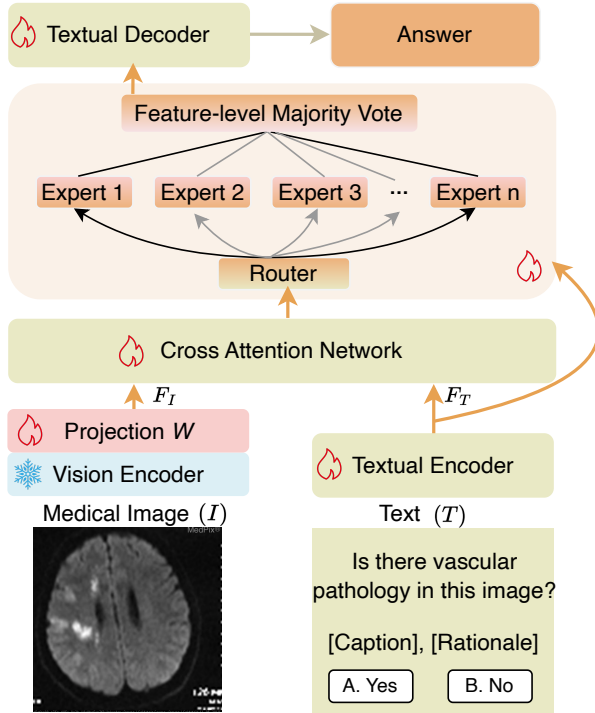 Textual Decoder
Answer
Feature-level Majority Vote
Expert 1
Expert 2
Expert 3
...
Expert n
Router
Cross Attention Network
F_I
F_T
Projection W
Vision Encoder
Textual Encoder
Medical Image (I)
Text (T)
MedPix
Is there vascular
pathology in this image?
[Caption], [Rationale]
A. Yes
B. No